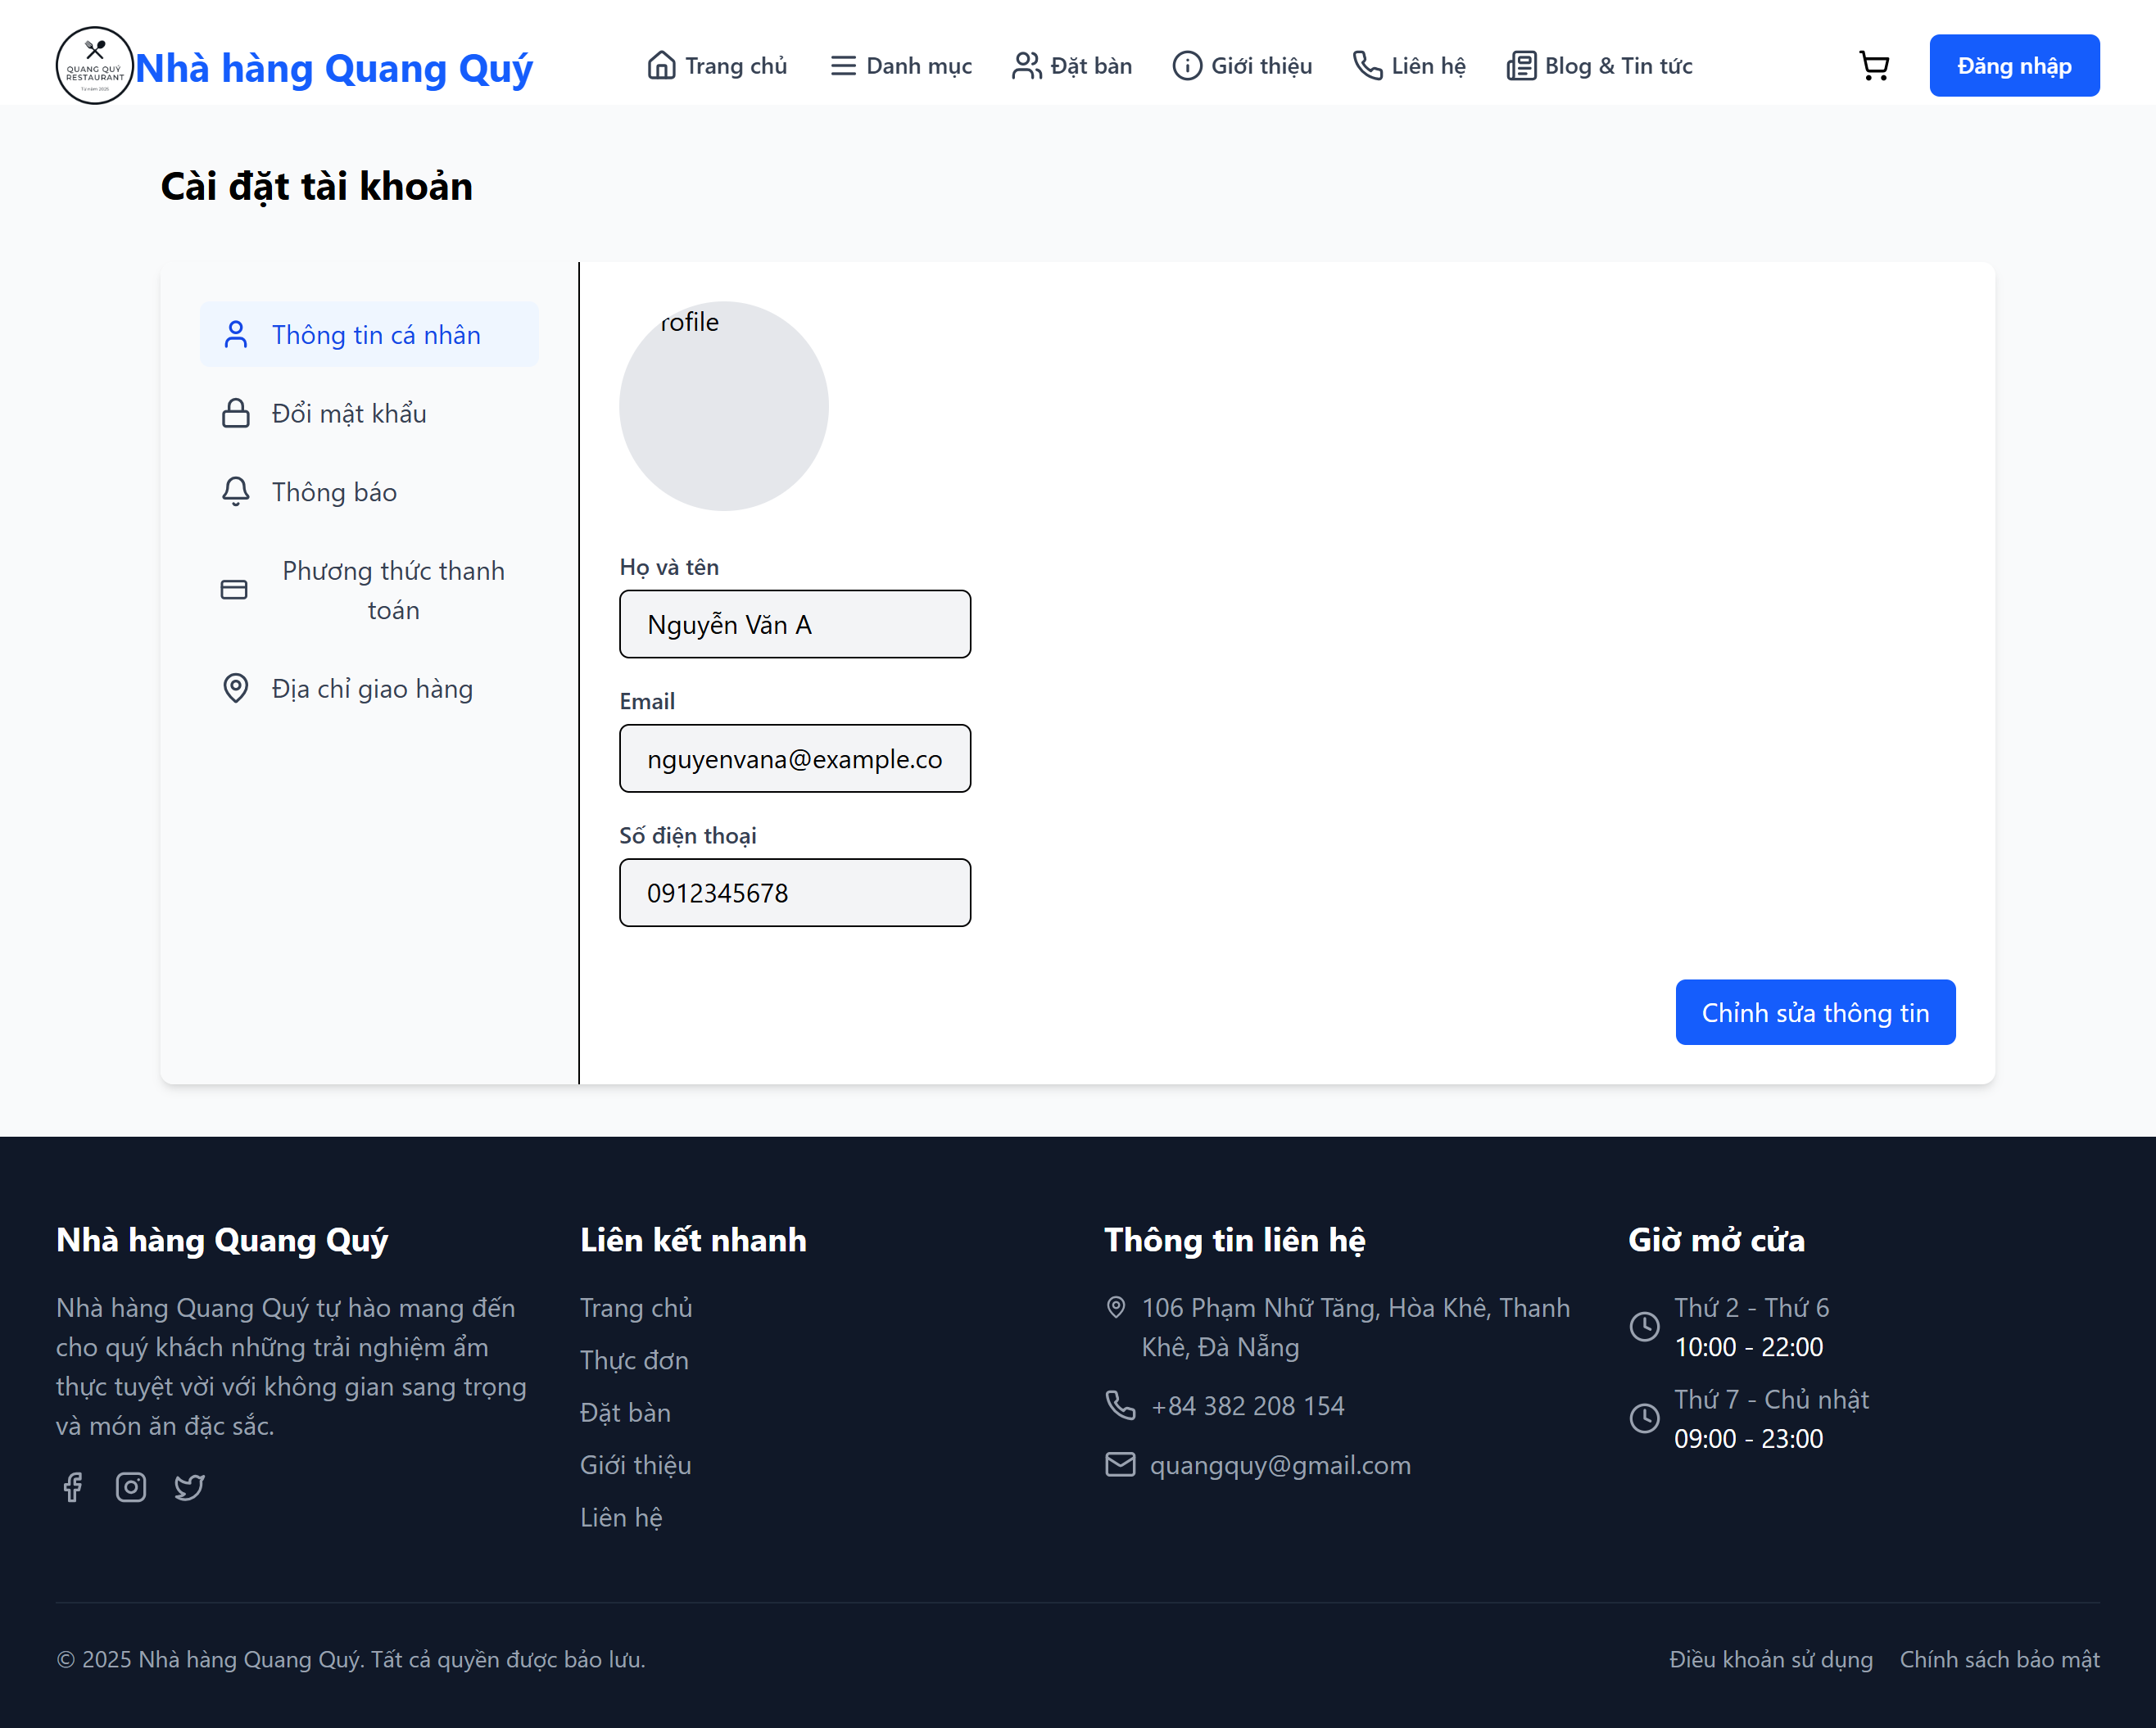 QUANG QUÝ
RESTAURANT
Từ năm 2025
Nhà hàng Quang Quý
Trang chủ
Danh mục
Đặt bàn
Giới thiệu
Liên hệ
Blog & Tin tức
Đăng nhập
Cài đặt tài khoản
Thông tin cá nhân
Đổi mật khẩu
Thông báo
Phương thức thanh
toán
Địa chỉ giao hàng
rofile
Họ và tên
Nguyễn Văn A
Email
nguyenvana@example.co
Số điện thoại
0912345678
Chỉnh sửa thông tin
Nhà hàng Quang Quý
Nhà hàng Quang Quý tự hào mang đến
cho quý khách những trải nghiệm ẩm
thực tuyệt vời với không gian sang trọng
và món ăn đặc sắc.
Liên kết nhanh
Trang chủ
Thực đơn
Đặt bàn
Giới thiệu
Liên hệ
Thông tin liên hệ
106 Phạm Nhữ Tăng, Hòa Khê, Thanh
Khê, Đà Nẵng
+84 382 208 154
quangquy@gmail.com
Giờ mở cửa
Thứ 2 - Thứ 6
10:00 - 22:00
Thứ 7 - Chủ nhật
09:00 - 23:00
© 2025 Nhà hàng Quang Quý. Tất cả quyền được bảo lưu.
Điều khoản sử dụng
Chính sách bảo mật